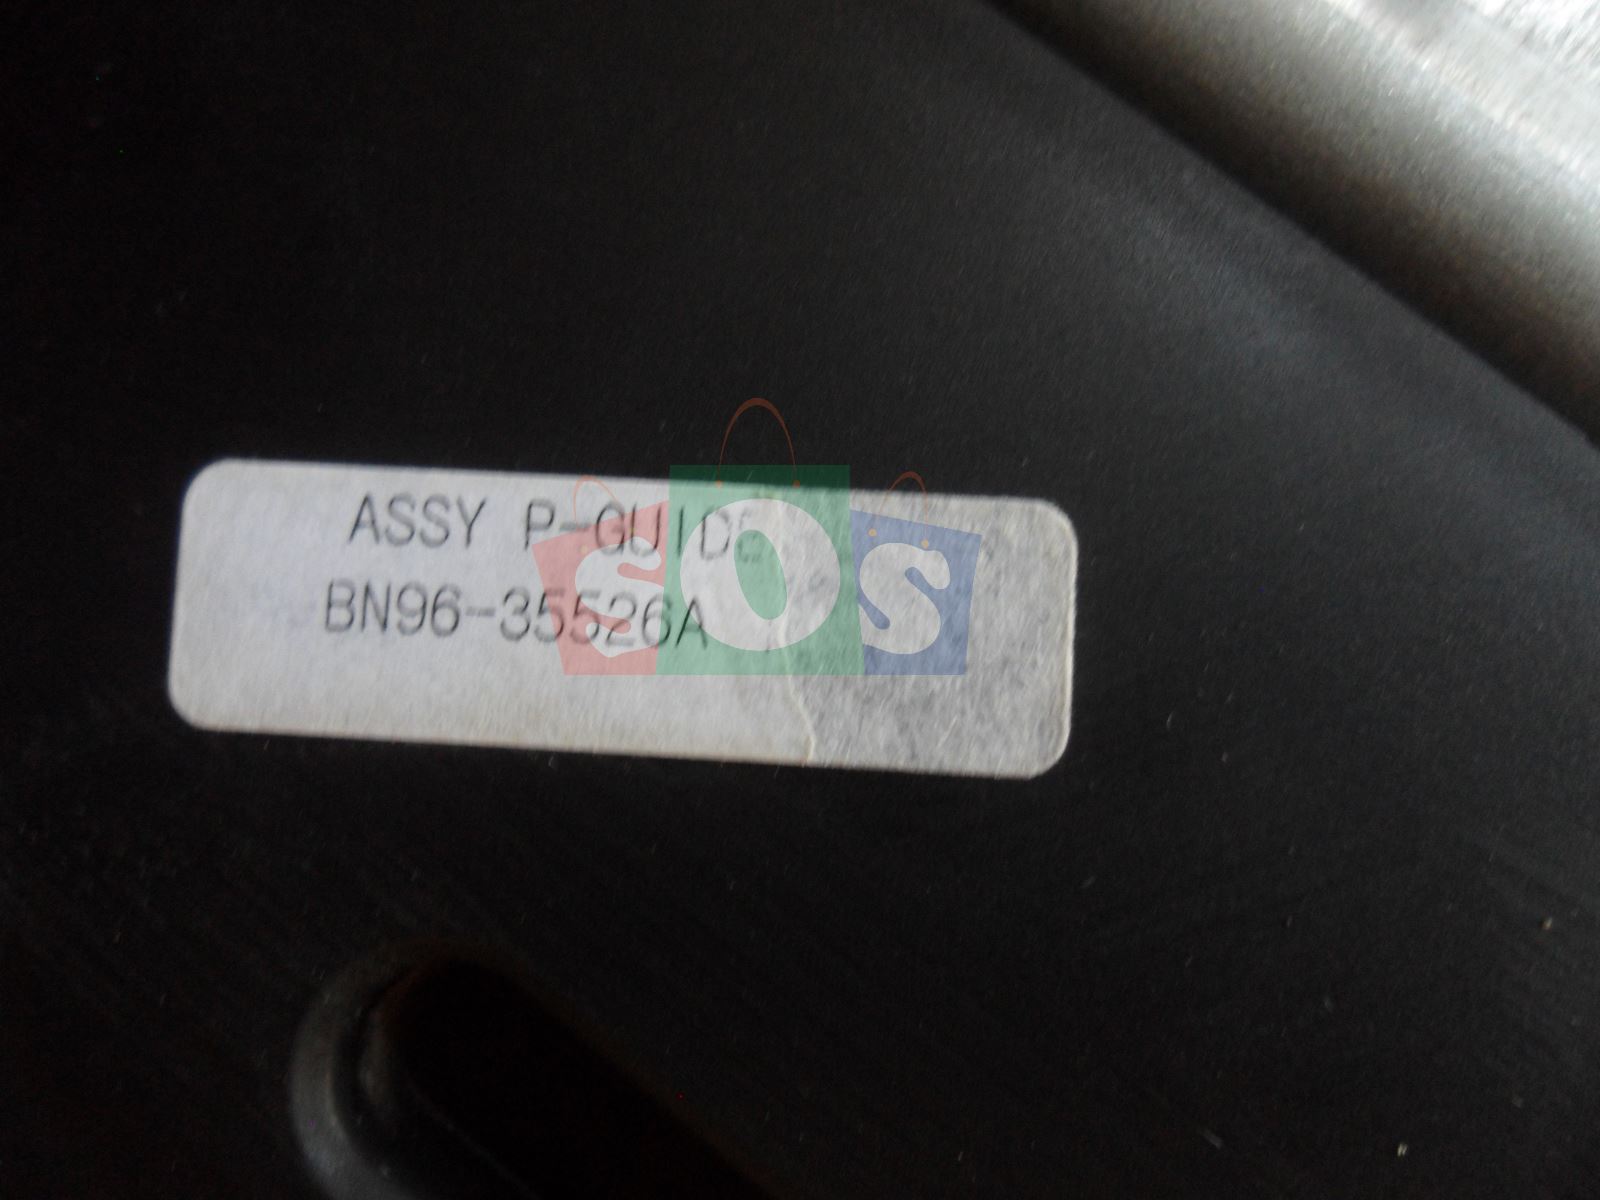 ASSY P-GUIDE
BN96-35526A
SOS